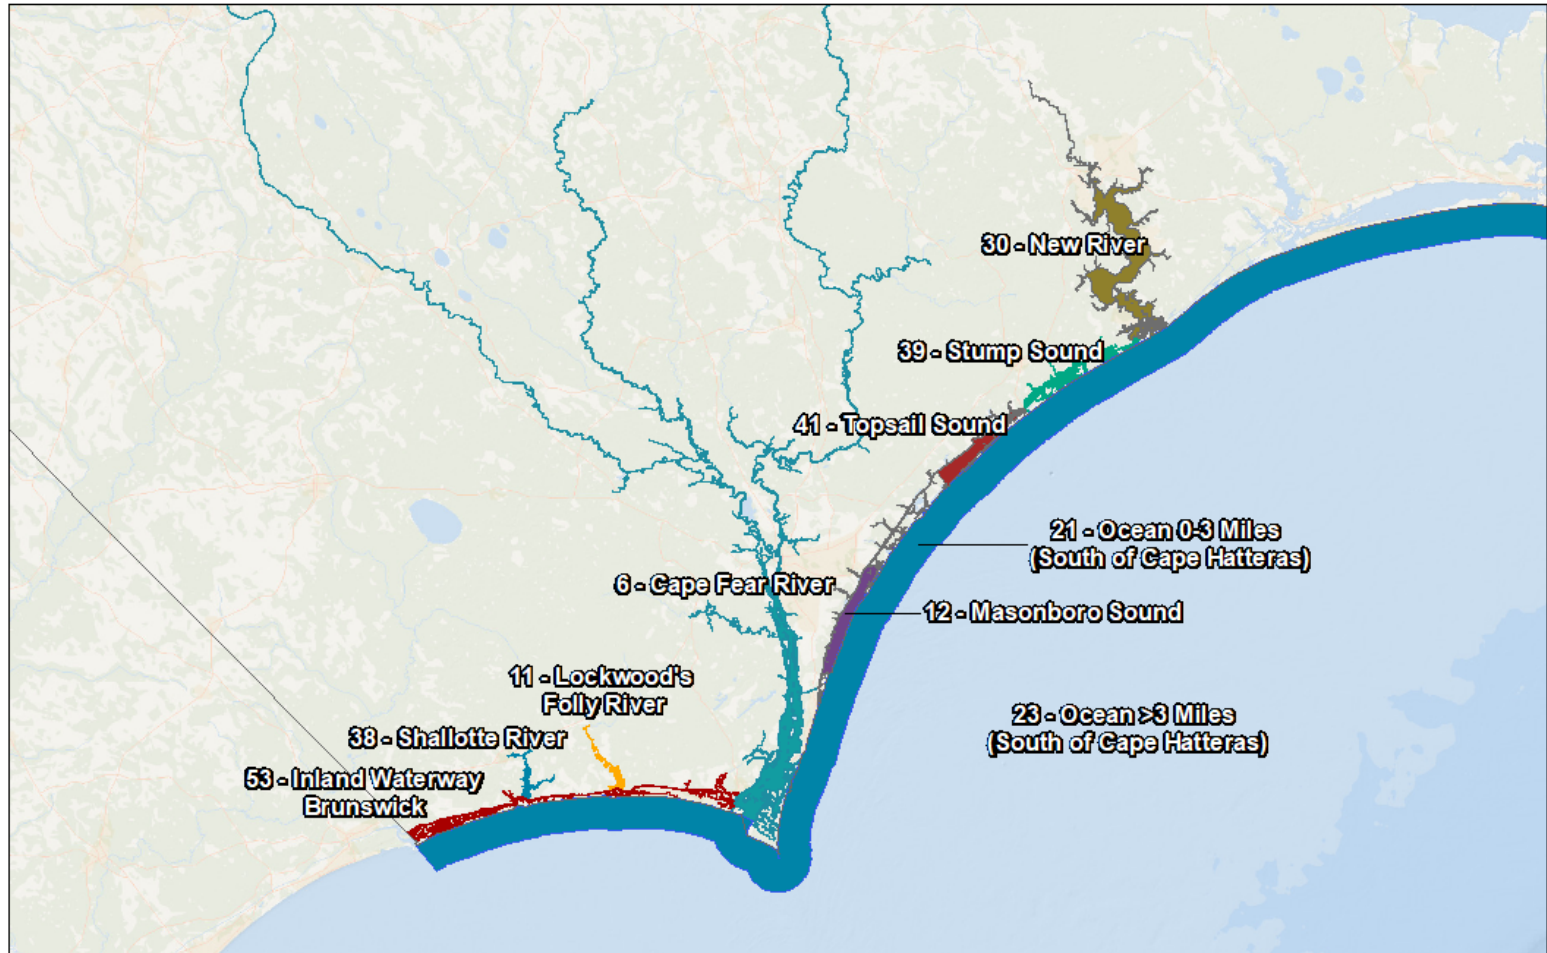 30 - New River
39 - Stump Sound
41 - Topsail Sound
21 - Ocean 0-3 Miles
(South of Cape Hatteras)
6 - Cape Fear River
12 - Masonboro Sound
11 - Lockwood's
Folly River
23 - Ocean >3 Miles
(South of Cape Hatteras)
38 - Shallotte River
53 - Inland Waterway
Brunswick